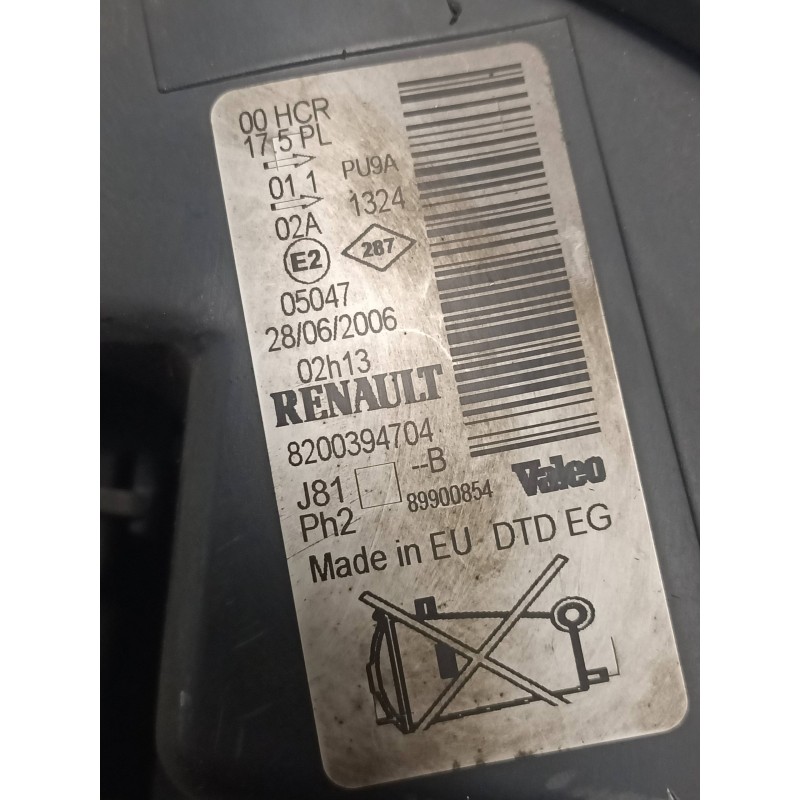 00 HCR
17.5 PL
01 1
02A
PU9A
1324
E2
287
05047
28/06/2006
02h13
RENAULT
8200394704
--B
J81
89900854
Valeo
Ph2
Made in EU DTD EG